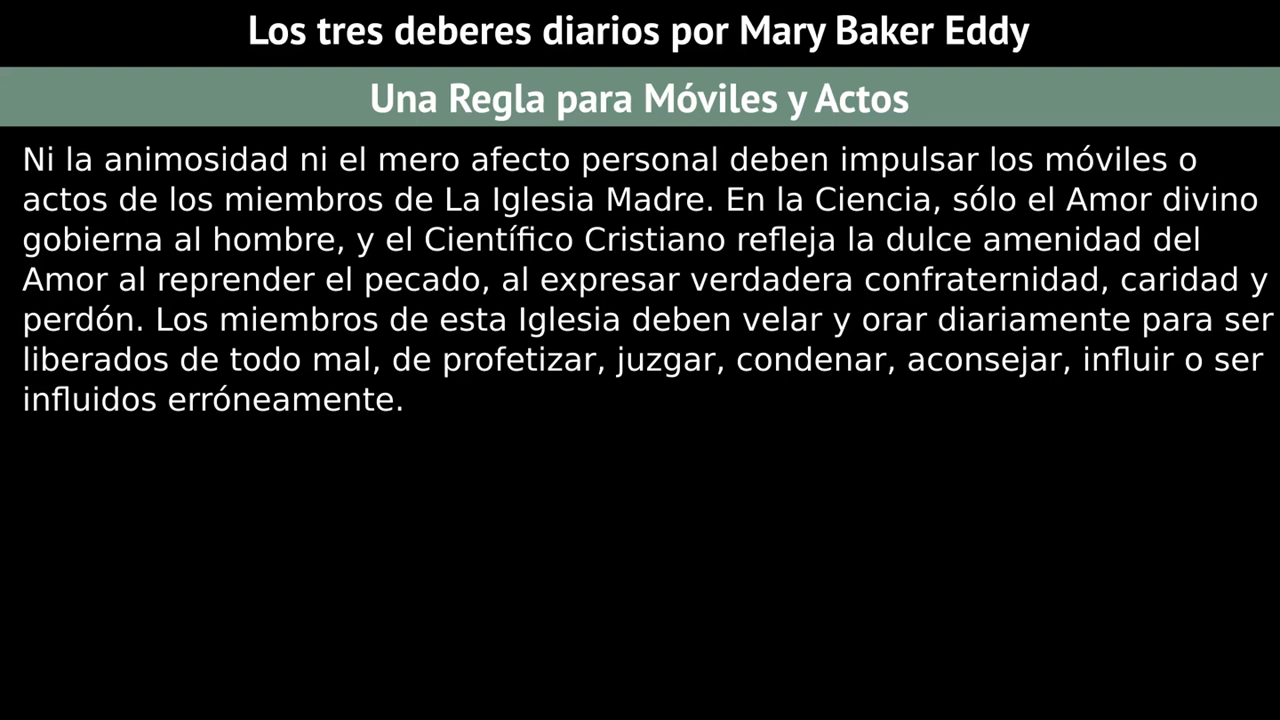 Los tres deberes diarios por Mary Baker Eddy
Una Regla para Móviles y Actos
Ni la animosidad ni el mero afecto personal deben impulsar los móviles o
actos de los miembros de La Iglesia Madre. En la Ciencia, sólo el Amor divino
gobierna al hombre, y el Científico Cristiano refleja la dulce amenidad del
Amor al reprender el pecado, al expresar verdadera confraternidad, caridad y
perdón. Los miembros de esta Iglesia deben velar y orar diariamente para ser
liberados de todo mal, de profetizar, juzgar, condenar, aconsejar, influir o ser
influidos erróneamente.